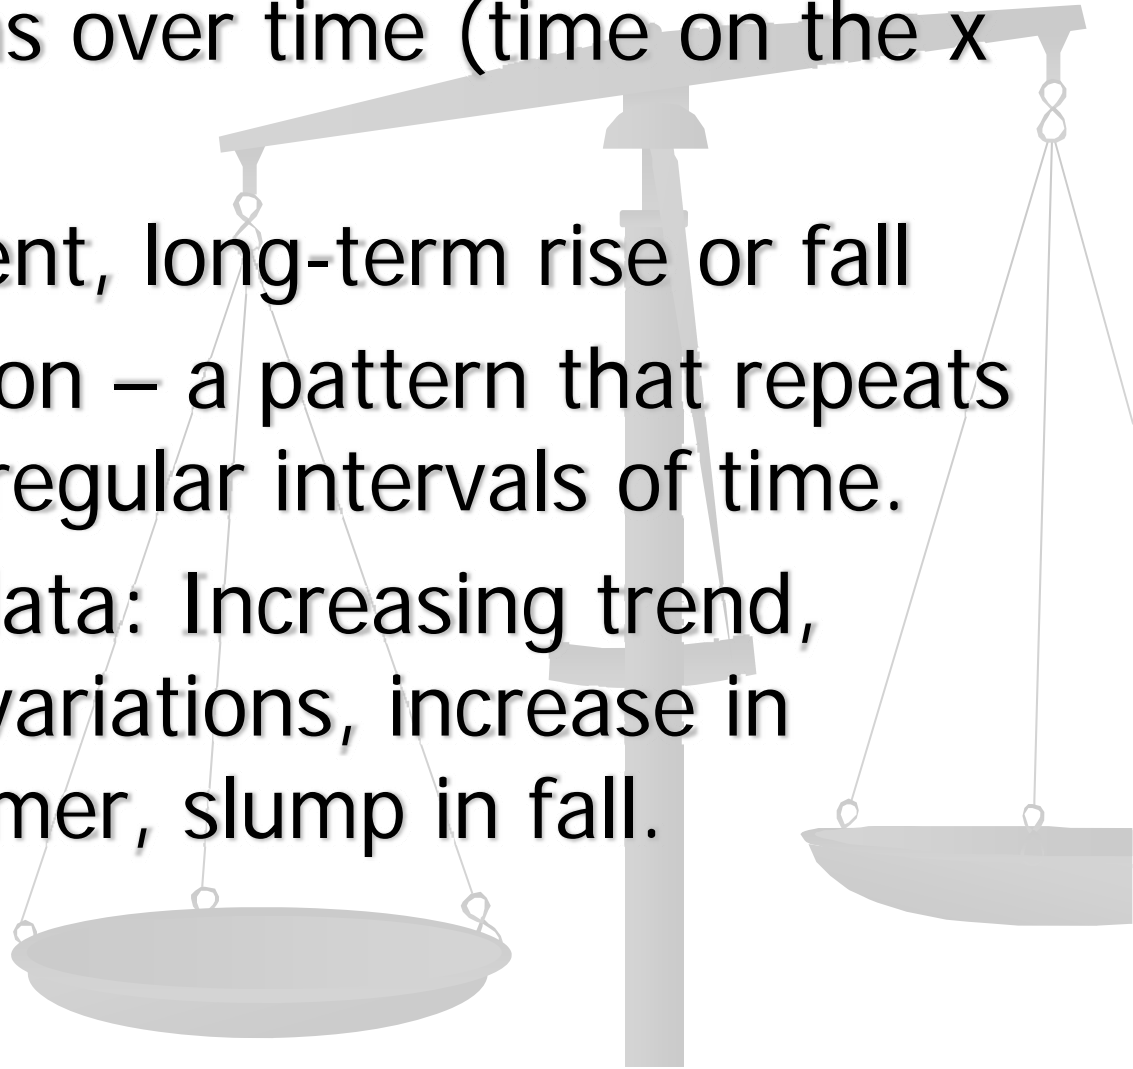 s over time (time on the x
ent, long-term rise or fall
on – a pattern that repeats
regular intervals of time.
ata: Increasing trend,
variations, increase in
mer, slump in fall.